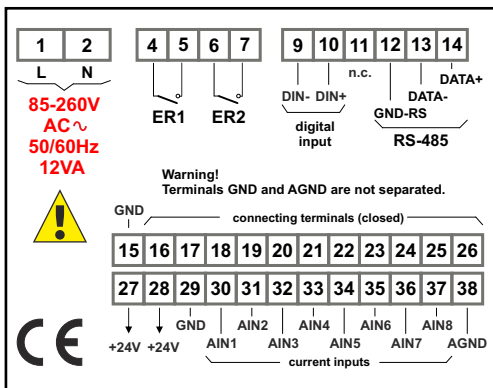 1 2 4 5 6 7 9 10 11 12 13 14
L N
n.c.
DATA+
DIN- DIN+ DATA-
ER1 ER2 GND-RS
digital
input
RS-485
85-260V
AC∿
50/60Hz
12VA
Warning!
Terminals GND and AGND are not separated.
GND
connecting terminals (closed)
15 16 17 18 19 20 21 22 23 24 25 26
27 28 29 30 31 32 33 34 35 36 37 38
GND AIN2 AIN4 AIN6 AIN8
+24V +24V AIN1 AIN3 AIN5 AIN7 AGND
current inputs
CE